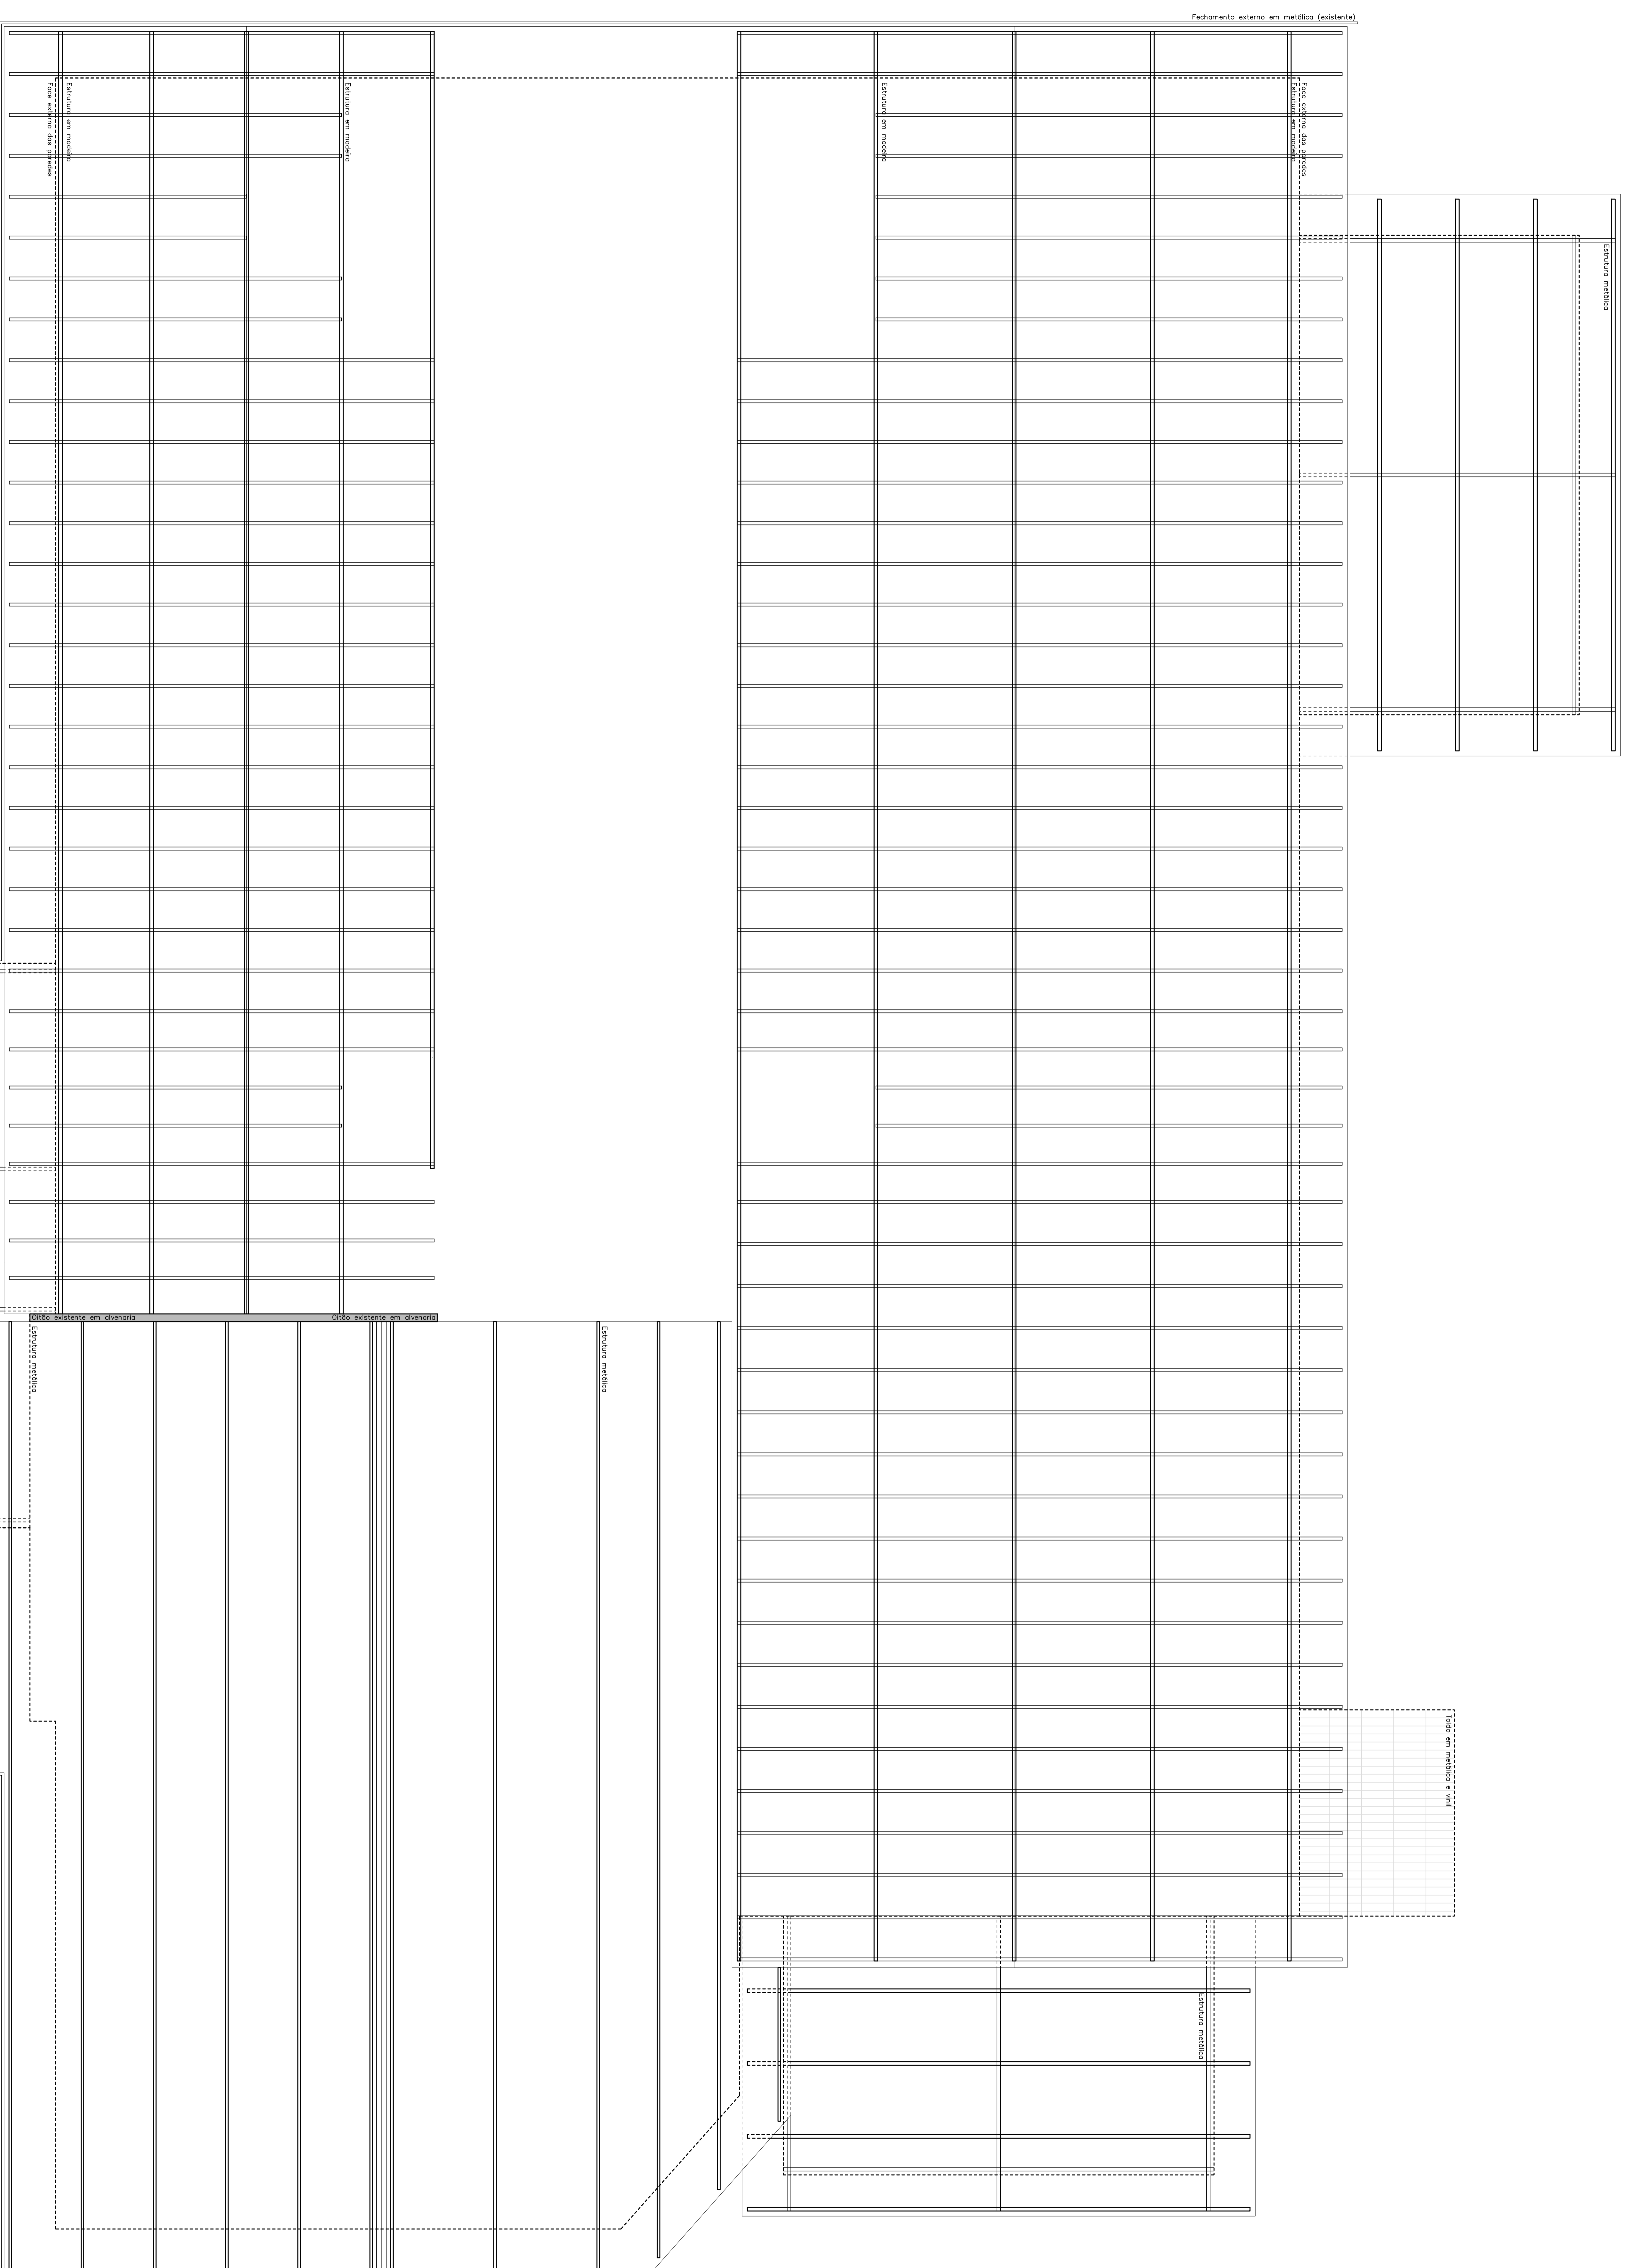 Fechamento externo em metálica (existente)
Face externa das paredes
Estrutura em madeira
Estrutura em madeira
Estrutura em madeira
Estrutura em madeira
Face externa das paredes
Estrutura metálica
Oitão existente em alvenaria
Oitão existente em alvenaria
Estrutura metálica
Estrutura metálica
Toldo em metálica e vinil
Estrutura metálica